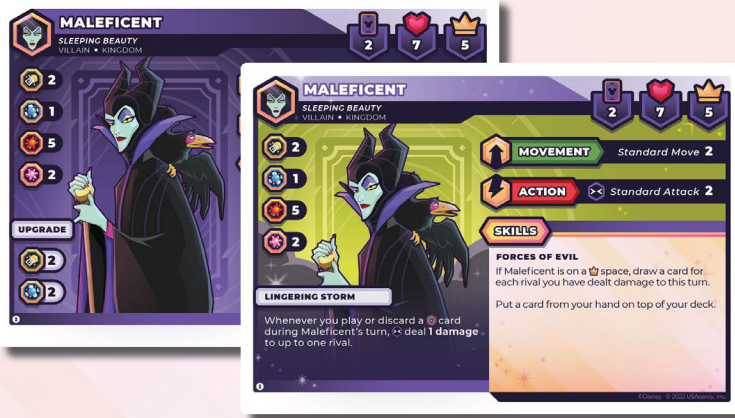 MALEFICENT
SLEEPING BEAUTY
VILLAIN • KINGDOM
2
7
5
2
1
5
2
UPGRADE
2
2
MALEFICENT
SLEEPING BEAUTY
VILLAIN • KINGDOM
2
7
5
2
1
5
2
MOVEMENT
Standard Move 2
ACTION
Standard Attack 2
SKILLS
FORCES OF EVIL
If Maleficent is on a space, draw a card for
each rival you have dealt damage to this turn.
Put a card from your hand on top of your deck.
LINGERING STORM
Whenever you play or discard a card
during Maleficent's turn, deal 1 damage
to up to one rival.
©Disney © 2022 USAopoly, Inc.